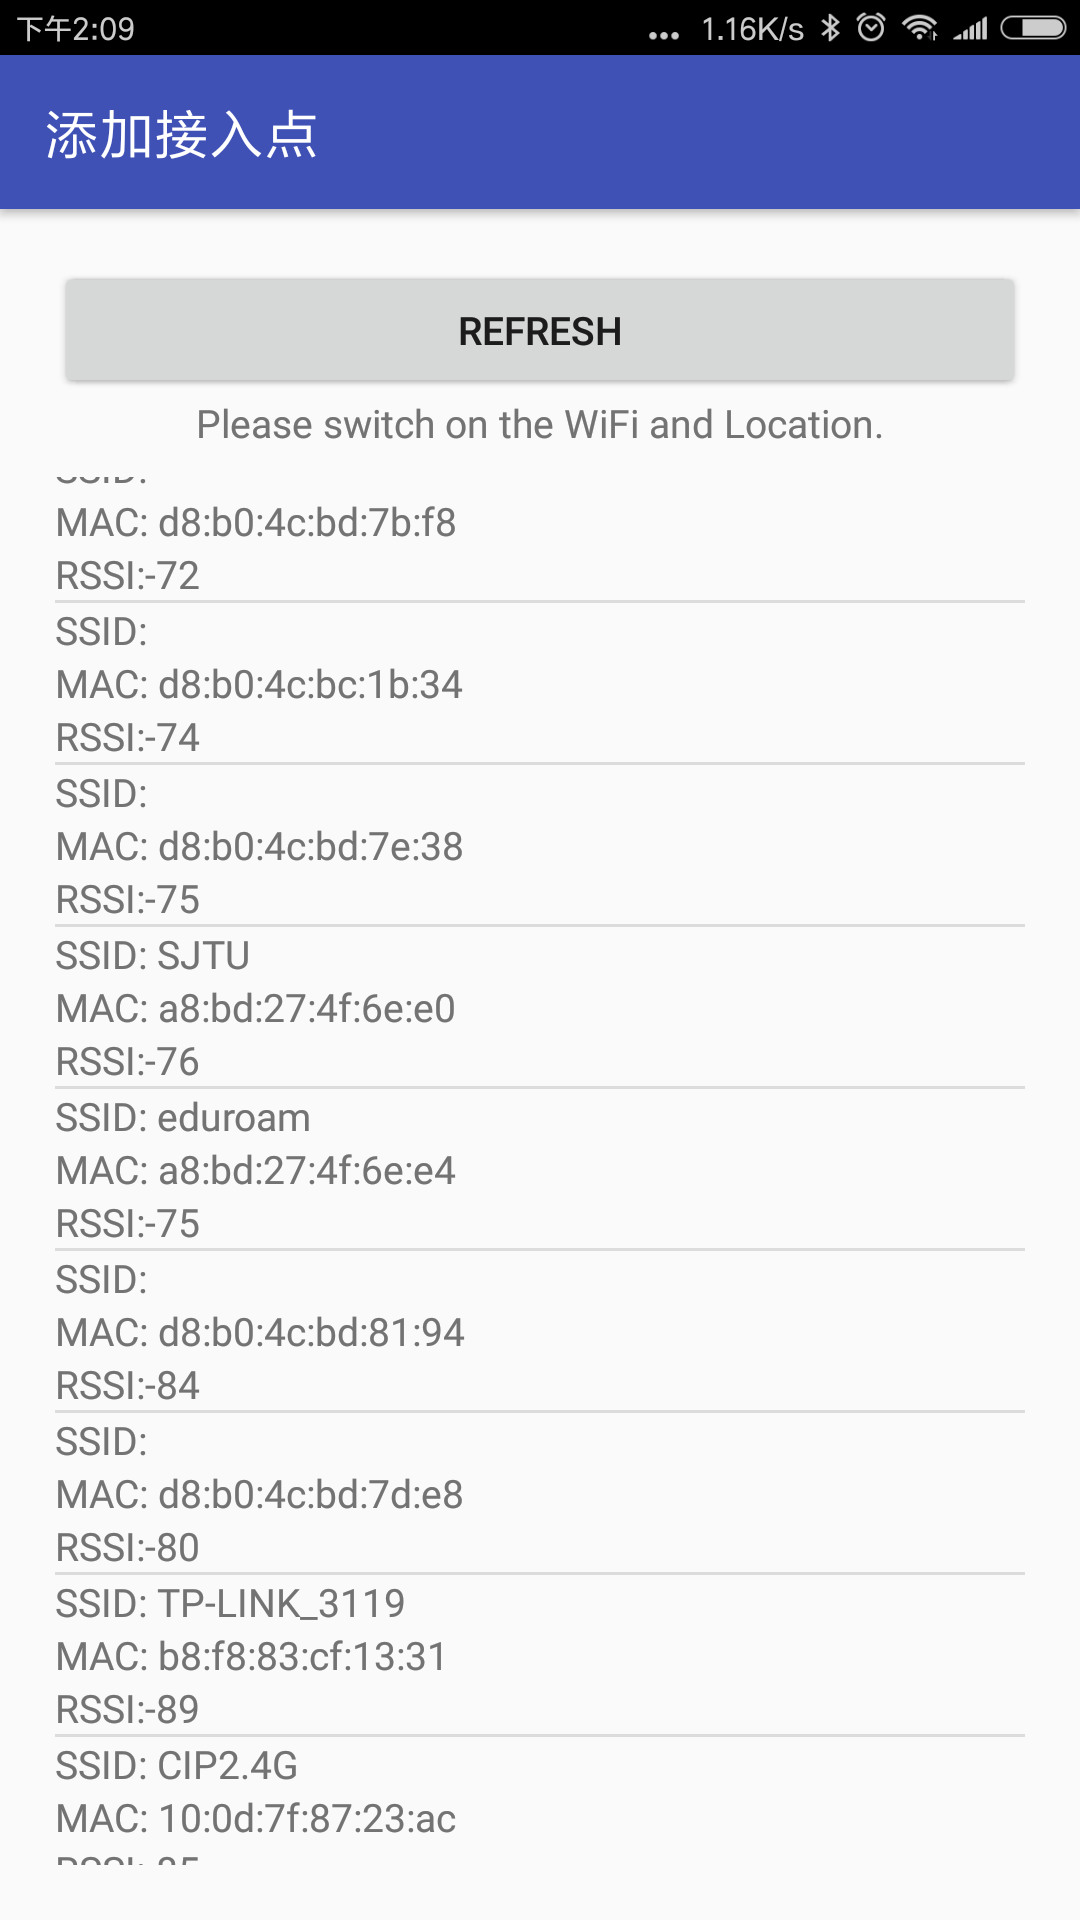 下午2:09
... 1.16K/s
添加接入点
REFRESH
Please switch on the WiFi and Location.
SSID:
MAC: d8:b0:4c:bd:7b:f8
RSSI:-72
SSID:
MAC: d8:b0:4c:bc:1b:34
RSSI:-74
SSID:
MAC: d8:b0:4c:bd:7e:38
RSSI:-75
SSID: SJTU
MAC: a8:bd:27:4f:6e:e0
RSSI:-76
SSID: eduroam
MAC: a8:bd:27:4f:6e:e4
RSSI:-75
SSID:
MAC: d8:b0:4c:bd:81:94
RSSI:-84
SSID:
MAC: d8:b0:4c:bd:7d:e8
RSSI:-80
SSID: TP-LINK_3119
MAC: b8:f8:83:cf:13:31
RSSI:-89
SSID: CIP2.4G
MAC: 10:0d:7f:87:23:ac